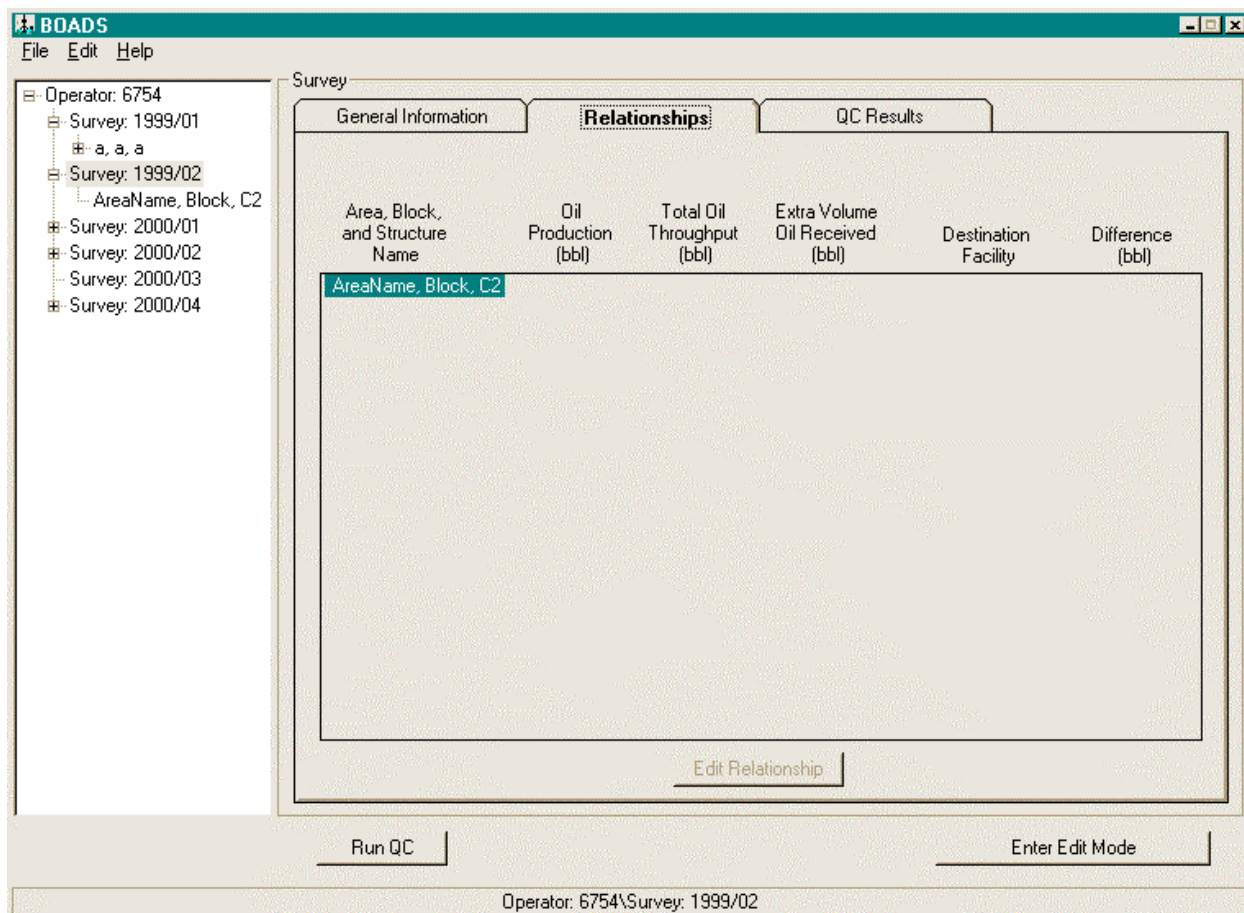 BOADS
File Edit Help
Operator: 6754
Survey: 1999/01
a, a, a
Survey: 1999/02
AreaName, Block, C2
Survey: 2000/01
Survey: 2000/02
Survey: 2000/03
Survey: 2000/04
Survey
General Information Relationships QC Results
Area, Block, Oil Total Oil Extra Volume
and Structure Production Throughput Oil Received Destination Difference
Name (bbl) (bbl) (bbl) Facility (bbl)
AreaName, Block, C2
Edit Relationship
Run QC Enter Edit Mode
Operator: 6754\Survey: 1999/02